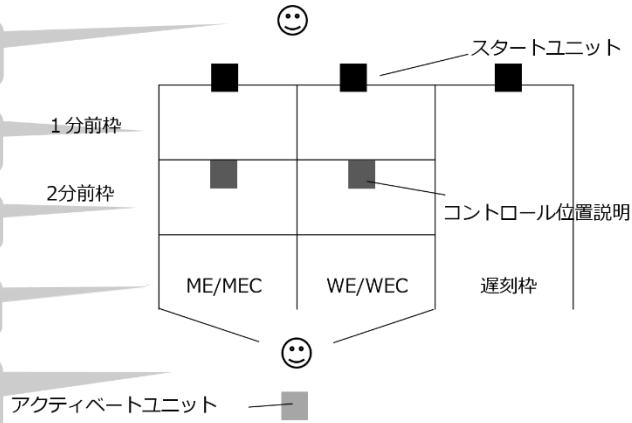 スタートユニット
１分前枠
2分前枠
コントロール位置説明
ME/MEC
WE/WEC
遅刻枠
アクティベートユニット